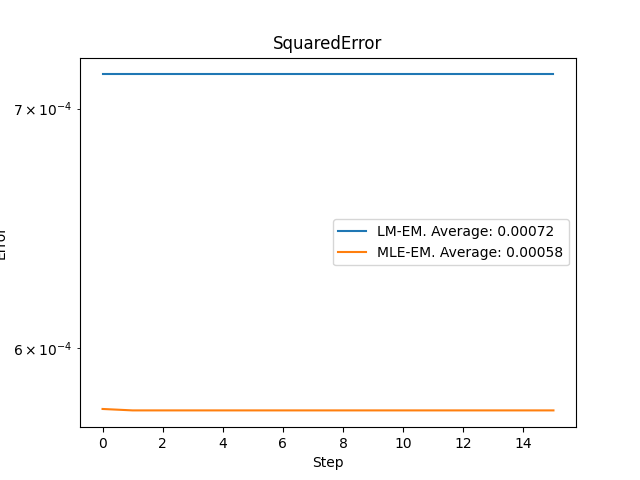 SquaredError
7 × 10⁻⁴
6 × 10⁻⁴
Error
LM-EM. Average: 0.00072
MLE-EM. Average: 0.00058
0 2 4 6 8 10 12 14
Step